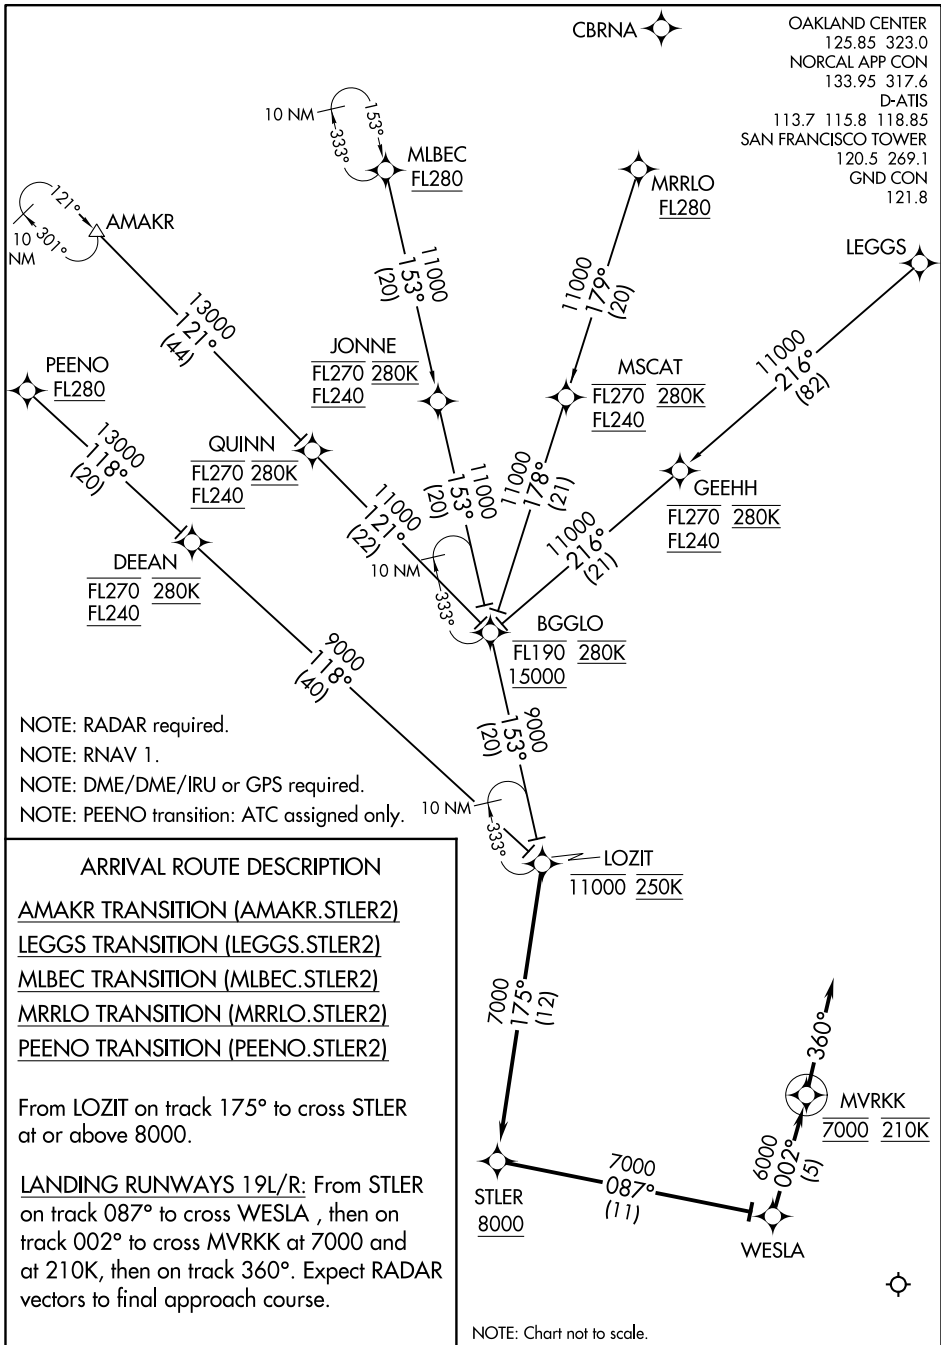 CBRNA
OAKLAND CENTER
125.85 323.0
NORCAL APP CON
133.95 317.6
D-ATIS
113.7 115.8 118.85
SAN FRANCISCO TOWER
120.5 269.1
GND CON
121.8
10 NM
153°
333°
MLBEC
FL280
MRRLO
FL280
121°
301°
10
NM
AMAKR
LEGGS
11000
153°
(20)
11000
179°
(20)
13000
121°
(44)
11000
216°
(82)
PEENO
FL280
JONNE
FL270 280K
FL240
MSCAT
FL270 280K
FL240
13000
118°
(20)
QUINN
FL270 280K
FL240
11000
153°
(20)
11000
178°
(21)
GEEHH
FL270 280K
FL240
11000
121°
(22)
11000
216°
(21)
DEEAN
FL270 280K
FL240
10 NM
333°
BGGLO
FL190 280K
15000
9000
118°
(40)
9000
153°
(20)
NOTE: RADAR required.
NOTE: RNAV 1.
NOTE: DME/DME/IRU or GPS required.
NOTE: PEENO transition: ATC assigned only.
10 NM
333°
LOZIT
11000 250K
ARRIVAL ROUTE DESCRIPTION
AMAKR TRANSITION (AMAKR.STLER2)
LEGGS TRANSITION (LEGGS.STLER2)
MLBEC TRANSITION (MLBEC.STLER2)
MRRLO TRANSITION (MRRLO.STLER2)
PEENO TRANSITION (PEENO.STLER2)
From LOZIT on track 175° to cross STLER
at or above 8000.
LANDING RUNWAYS 19L/R: From STLER
on track 087° to cross WESLA , then on
track 002° to cross MVRKK at 7000 and
at 210K, then on track 360°. Expect RADAR
vectors to final approach course.
7000
175°
(12)
360°
MVRKK
7000 210K
6000
002°
(5)
STLER
8000
7000
087°
(11)
WESLA
NOTE: Chart not to scale.